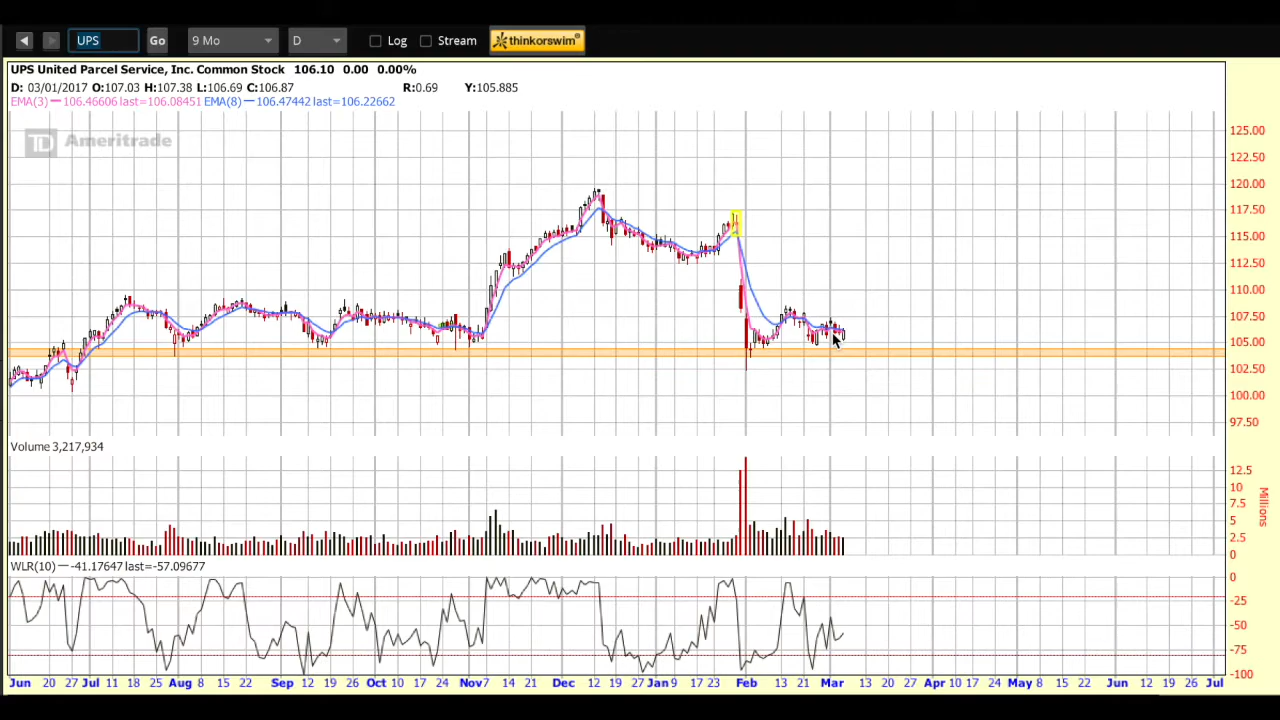 UPS Go 9 Mo D Log Stream thinkorswim®
UPS United Parcel Service, Inc. Common Stock 106.10 0.00 0.00%
D: 03/01/2017 O:107.03 H:107.38 L:106.69 C:106.87 R:0.69 Y:105.885
EMA(3) 106.46606 last=106.08451 EMA(8) 106.47442 last=106.22662
TD Ameritrade
125.00
122.50
120.00
117.50
115.00
112.50
110.00
107.50
105.00
102.50
100.00
97.50
Volume 3,217,934
12.5
10
7.5
5
2.5
0
Millions
WLR(10) -41.17647 last=-57.09677
0
-25
-50
-75
-100
Jun 20 27 Jul 11 18 25 Aug 8 15 22 Sep 12 19 26 Oct 10 17 24 Nov 7 14 21 Dec 12 19 27 Jan 9 17 23 Feb 13 21 Mar 13 20 27 Apr 10 17 24 May 8 15 22 Jun 12 19 26 Jul